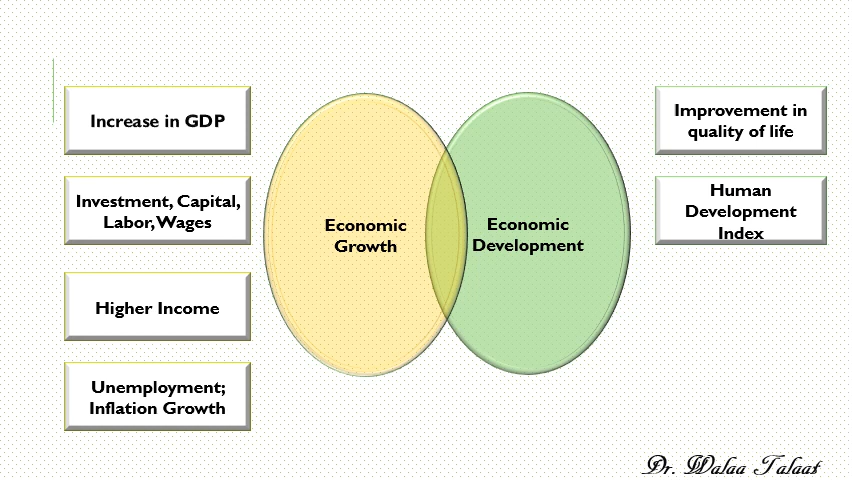 Increase in GDP
Investment, Capital,
Labor, Wages
Higher Income
Unemployment;
Inflation Growth
Economic
Growth
Economic
Development
Improvement in
quality of life
Human
Development
Index
Dr. Walaa Talaat